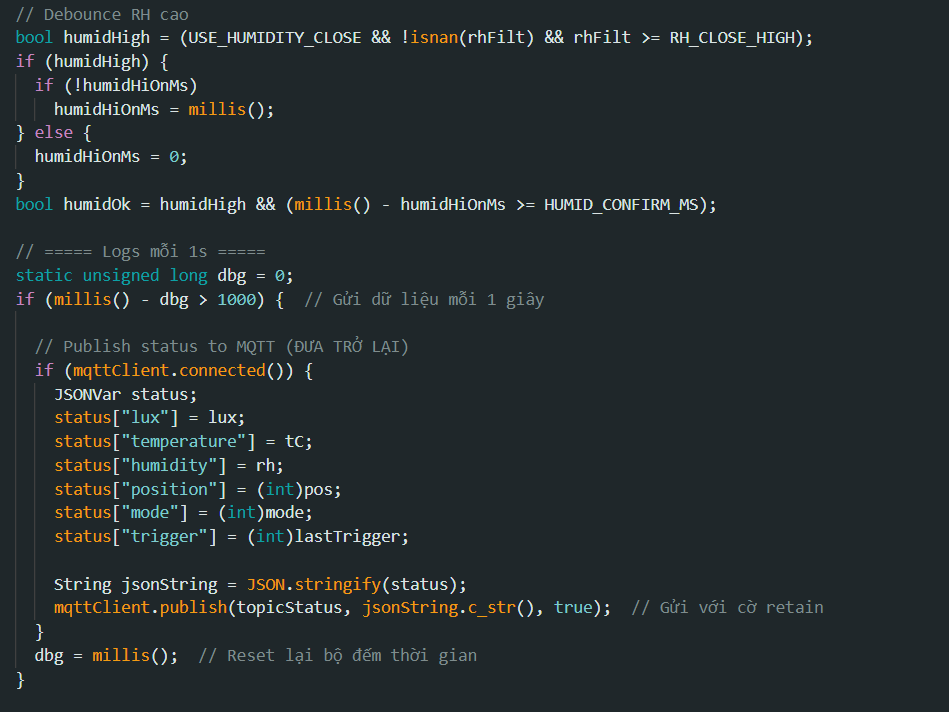 // Debounce RH cao
bool humidHigh = (USE_HUMIDITY_CLOSE && !isnan(rhFilt) && rhFilt >= RH_CLOSE_HIGH);
if (humidHigh) {
  if (!humidHiOnMs)
    humidHiOnMs = millis();
} else {
  humidHiOnMs = 0;
}
bool humidOk = humidHigh && (millis() - humidHiOnMs >= HUMID_CONFIRM_MS);

// ===== Logs mỗi 1s =====
static unsigned long dbg = 0;
if (millis() - dbg > 1000) {  // Gửi dữ liệu mỗi 1 giây

  // Publish status to MQTT (ĐƯA TRỞ LẠI)
  if (mqttClient.connected()) {
    JSONVar status;
    status["lux"] = lux;
    status["temperature"] = tC;
    status["humidity"] = rh;
    status["position"] = (int)pos;
    status["mode"] = (int)mode;
    status["trigger"] = (int)lastTrigger;

    String jsonString = JSON.stringify(status);
    mqttClient.publish(topicStatus, jsonString.c_str(), true);  // Gửi với cờ retain
  }
  dbg = millis();  // Reset lại bộ đếm thời gian
}